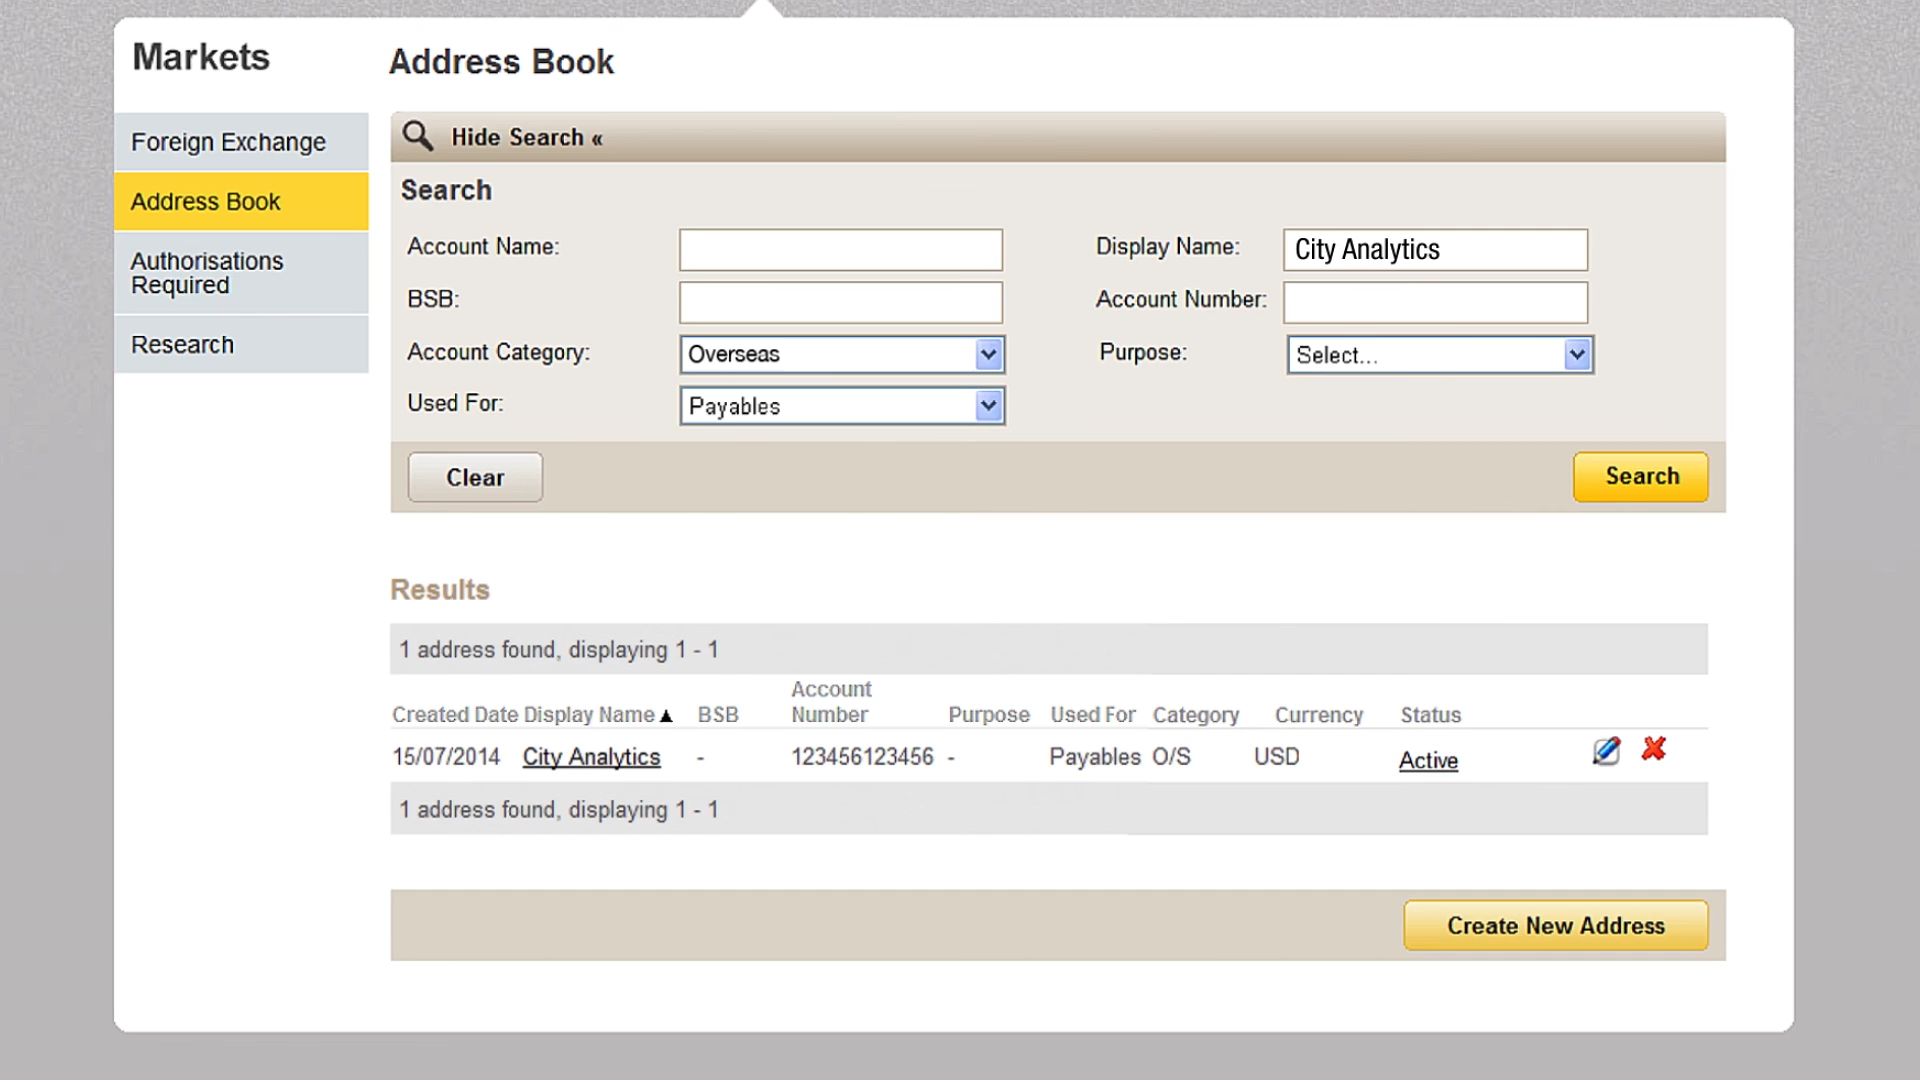 Markets
Address Book
Foreign Exchange
Address Book
Authorisations
Required
Research
Hide Search «
Search
Account Name:
Display Name: City Analytics
BSB:
Account Number:
Account Category: Overseas
Purpose: Select...
Used For: Payables
Clear
Search
Results
1 address found, displaying 1 - 1
Created Date Display Name ▲ BSB Account Number Purpose Used For Category Currency Status
15/07/2014 City Analytics - 123456123456 - Payables O/S USD Active
1 address found, displaying 1 - 1
Create New Address